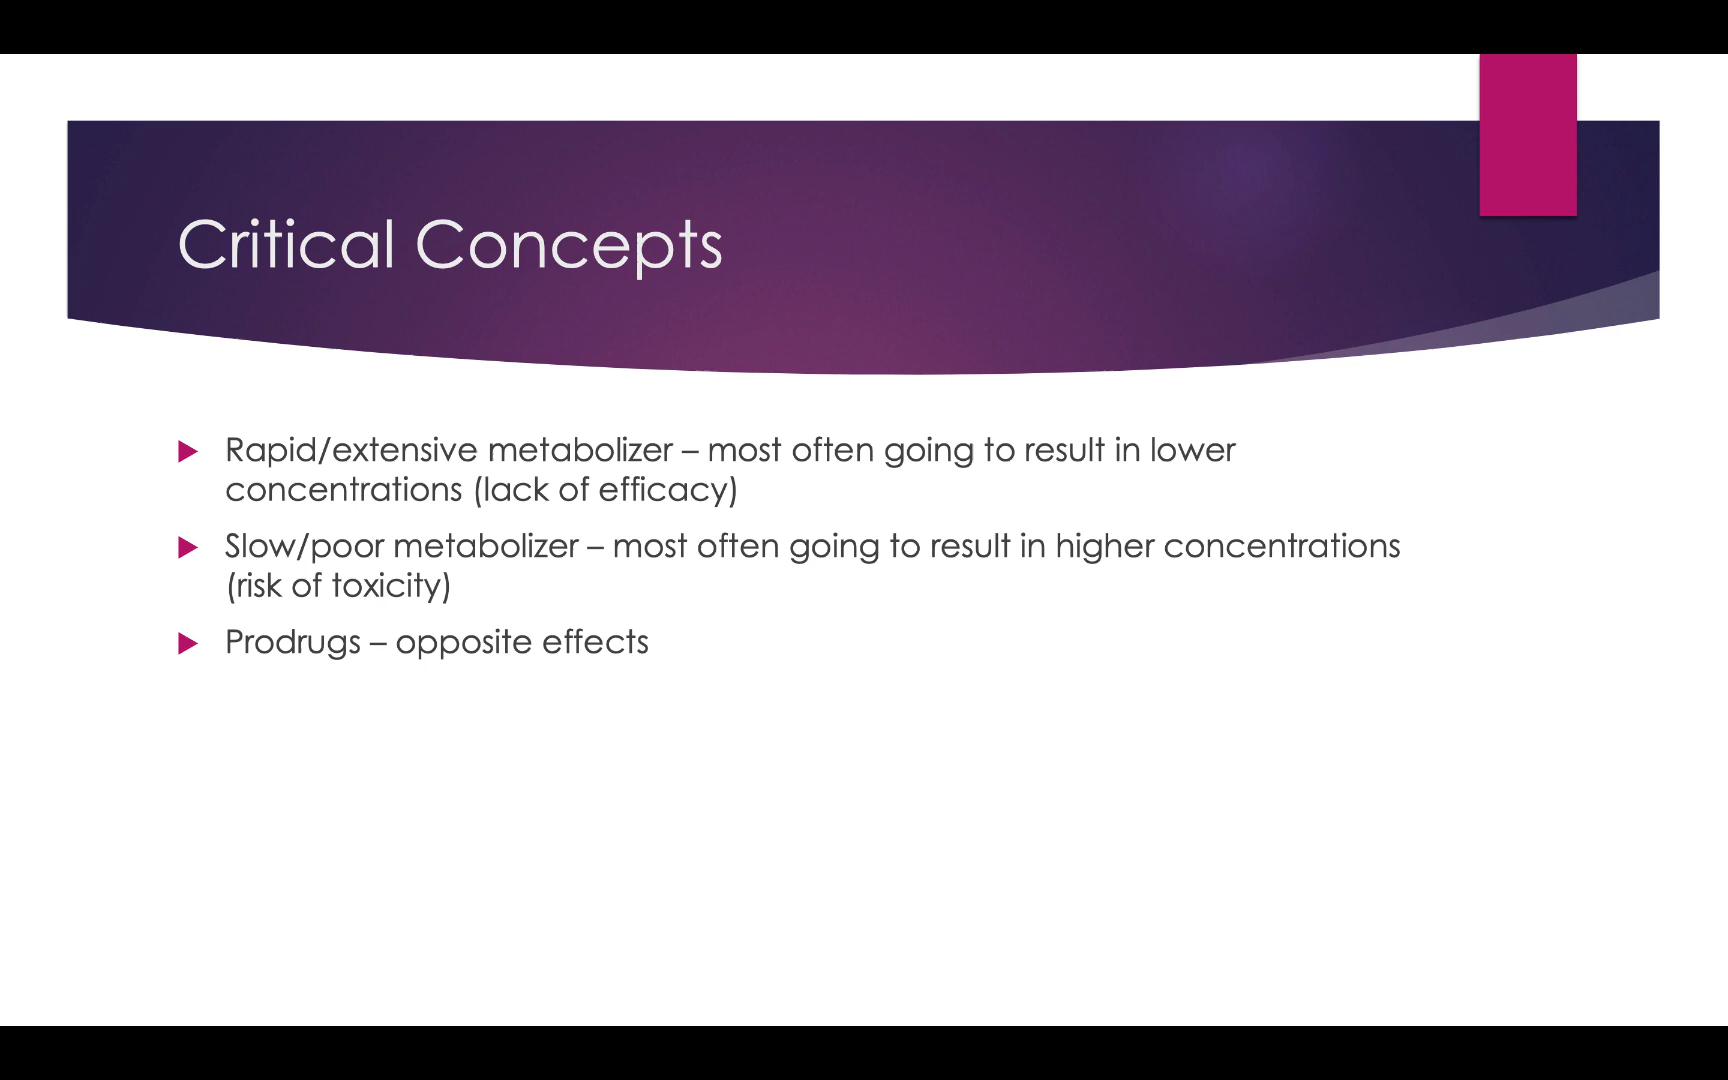 Critical Concepts
Rapid/extensive metabolizer – most often going to result in lower
concentrations (lack of efficacy)
Slow/poor metabolizer – most often going to result in higher concentrations
(risk of toxicity)
Prodrugs – opposite effects